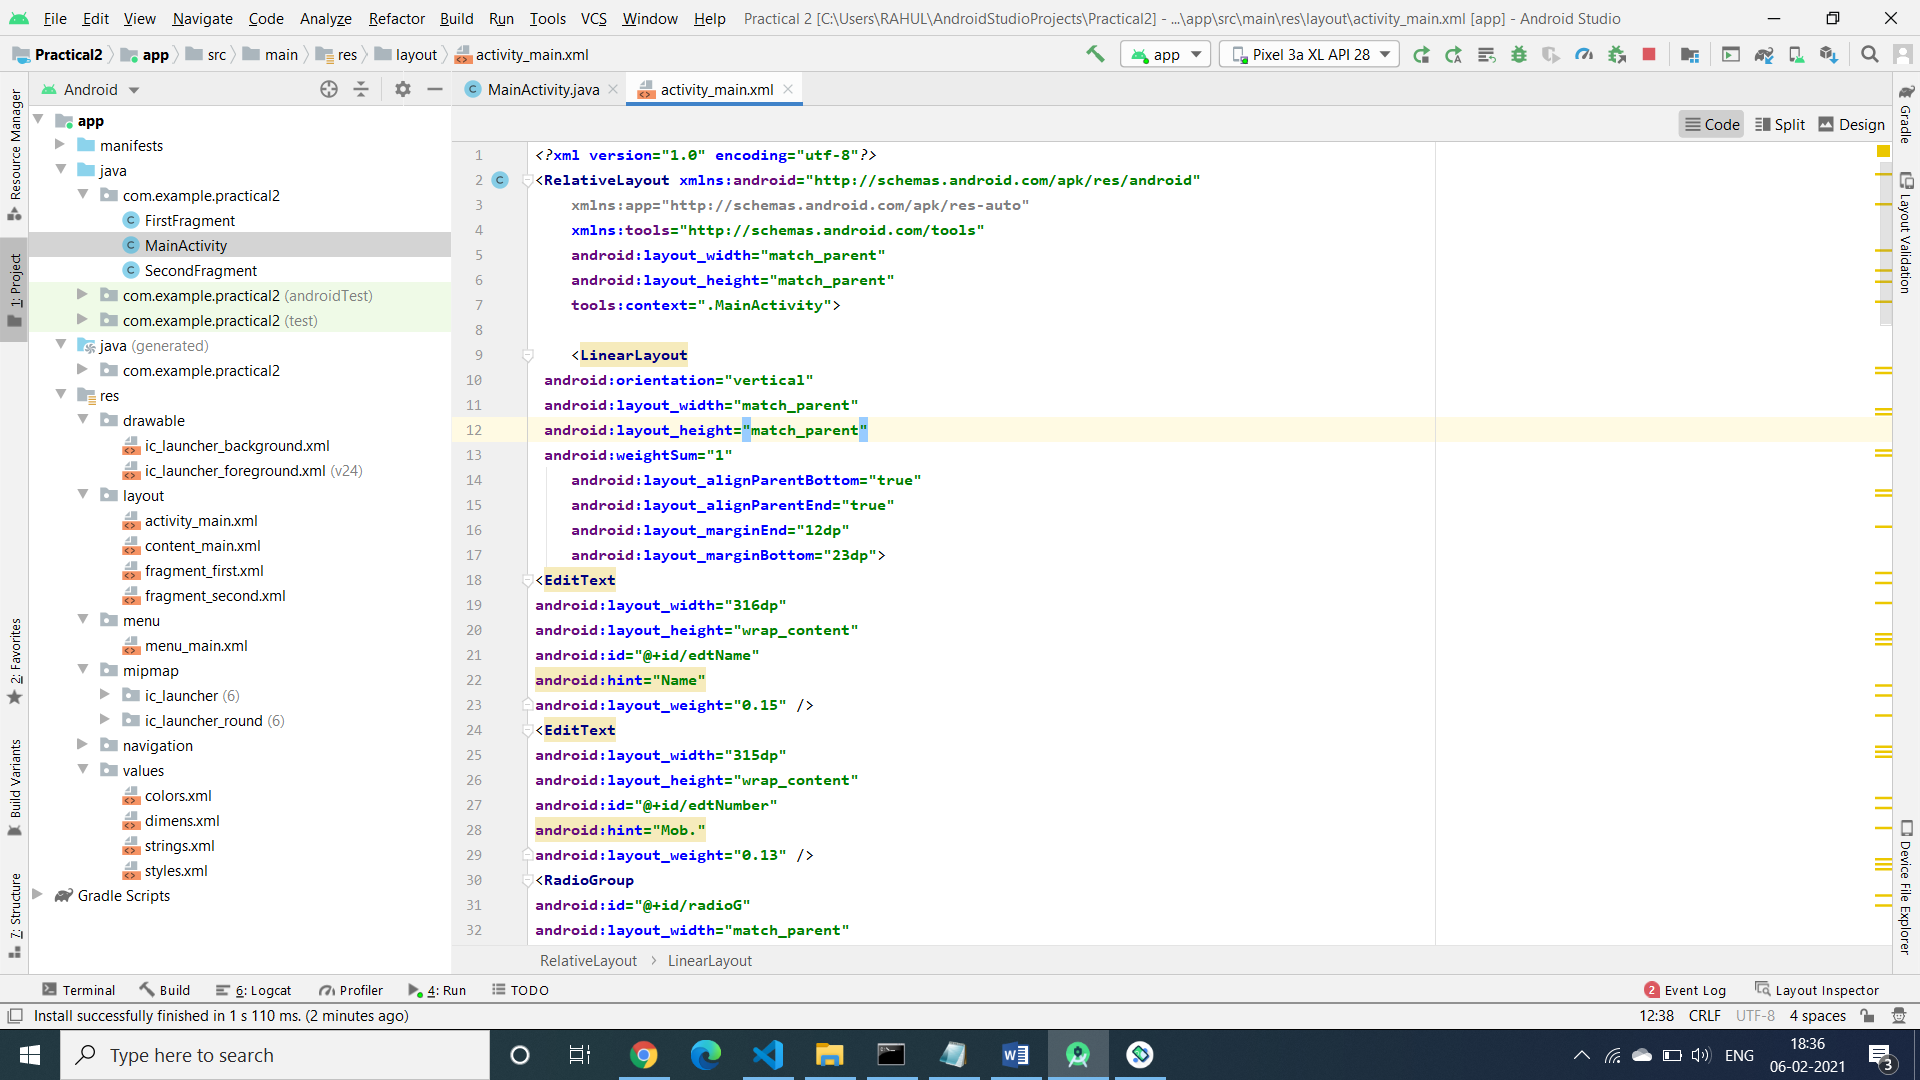 File Edit View Navigate Code Analyze Refactor Build Run Tools VCS Window Help Practical 2 [C:\Users\RAHUL\AndroidStudioProjects\Practical2] - ...\app\src\main\res\layout\activity_main.xml [app] - Android Studio
Practical2 app src main res layout activity_main.xml app Pixel 3a XL API 28
Android MainActivity.java activity_main.xml
Code Split Design
Resource Manager
1: Project
2: Favorites
Build Variants
7: Structure
app
manifests
java
com.example.practical2
FirstFragment
MainActivity
SecondFragment
com.example.practical2 (androidTest)
com.example.practical2 (test)
java (generated)
com.example.practical2
res
drawable
ic_launcher_background.xml
ic_launcher_foreground.xml (v24)
layout
activity_main.xml
content_main.xml
fragment_first.xml
fragment_second.xml
menu
menu_main.xml
mipmap
ic_launcher (6)
ic_launcher_round (6)
navigation
values
colors.xml
dimens.xml
strings.xml
styles.xml
Gradle Scripts
1 <?xml version="1.0" encoding="utf-8"?>
2 <RelativeLayout xmlns:android="http://schemas.android.com/apk/res/android"
3 xmlns:app="http://schemas.android.com/apk/res-auto"
4 xmlns:tools="http://schemas.android.com/tools"
5 android:layout_width="match_parent"
6 android:layout_height="match_parent"
7 tools:context=".MainActivity">
8
9 <LinearLayout
10 android:orientation="vertical"
11 android:layout_width="match_parent"
12 android:layout_height="match_parent"
13 android:weightSum="1"
14 android:layout_alignParentBottom="true"
15 android:layout_alignParentEnd="true"
16 android:layout_marginEnd="12dp"
17 android:layout_marginBottom="23dp">
18 <EditText
19 android:layout_width="316dp"
20 android:layout_height="wrap_content"
21 android:id="@+id/edtName"
22 android:hint="Name"
23 android:layout_weight="0.15" />
24 <EditText
25 android:layout_width="315dp"
26 android:layout_height="wrap_content"
27 android:id="@+id/edtNumber"
28 android:hint="Mob."
29 android:layout_weight="0.13" />
30 <RadioGroup
31 android:id="@+id/radioG"
32 android:layout_width="match_parent"
RelativeLayout LinearLayout
Gradle
Layout Validation
Device File Explorer
Terminal Build 6: Logcat Profiler 4: Run TODO 2 Event Log Layout Inspector
Install successfully finished in 1 s 110 ms. (2 minutes ago) 12:38 CRLF UTF-8 4 spaces
Type here to search ENG 18:36
06-02-2021 3